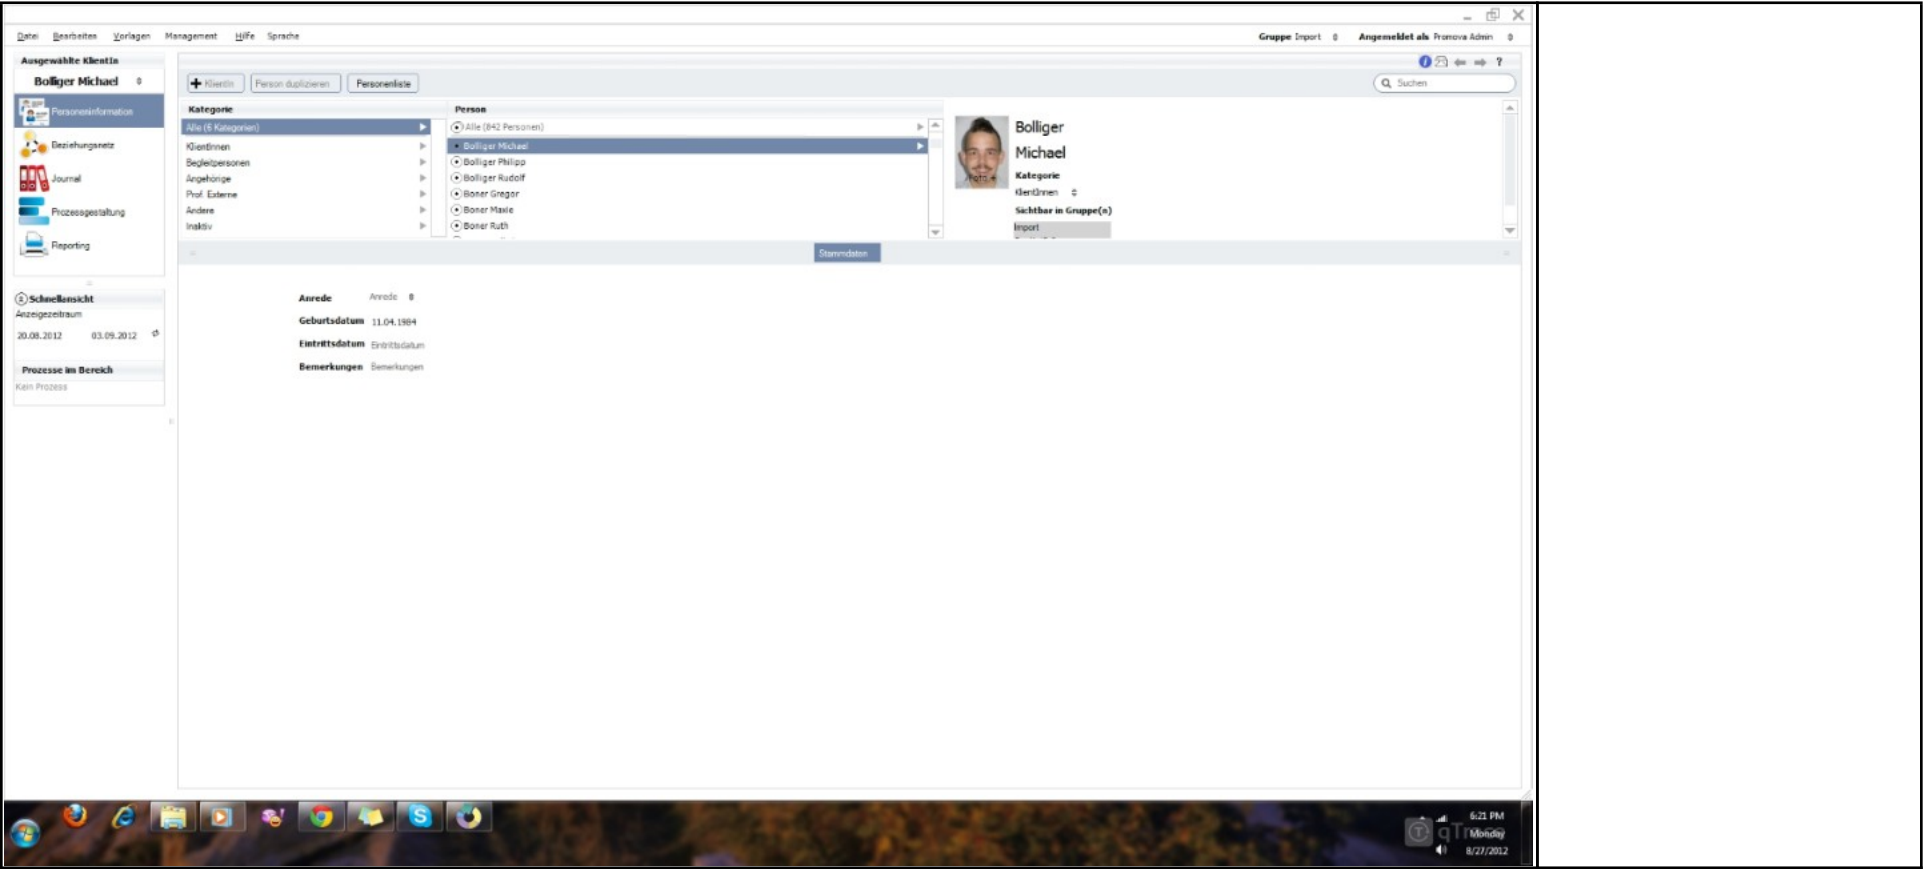 Datei Bearbeiten Vorlagen Management Hilfe Sprache
Gruppe Import Angemeldet als Promova Admin
Ausgewählte KlientIn
Bolliger Michael
Personeninformation
Beziehungsnetz
Journal
Prozessgestaltung
Reporting
Schnellansicht
Anzeigezeitraum
20.08.2012 03.09.2012
Prozesse im Bereich
Kein Prozess
?
KlientIn Person duplizieren Personenliste
Suchen
Kategorie
Alle (6 Kategorien)
KlientInnen
Begleitpersonen
Angehörige
Prof. Externe
Andere
Inaktiv
Person
Alle (842 Personen)
Bolliger Michael
Bolliger Philipp
Bolliger Rudolf
Boner Gregor
Boner Maxie
Boner Ruth
Foto
Bolliger
Michael
Kategorie
KlientInnen
Sichtbar in Gruppe(n)
Import
Stammdaten
Anrede Anrede
Geburtsdatum 11.04.1984
Eintrittsdatum Eintrittsdatum
Bemerkungen Bemerkungen
6:21 PM
Monday
8/27/2012